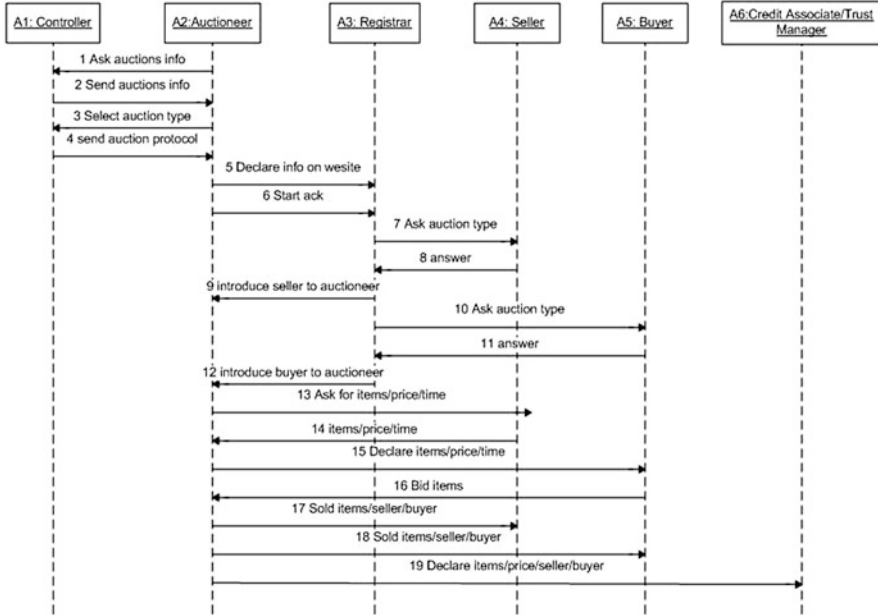 A1: Controller
A2:Auctioneer
A3: Registrar
A4: Seller
A5: Buyer
A6:Credit Associate/Trust
Manager
1 Ask auctions info
2 Send auctions info
3 Select auction type
4 send auction protocol
5 Declare info on wesite
6 Start ack
7 Ask auction type
8 answer
9 introduce seller to auctioneer
10 Ask auction type
11 answer
12 introduce buyer to auctioneer
13 Ask for items/price/time
14 items/price/time
15 Declare items/price/time
16 Bid items
17 Sold items/seller/buyer
18 Sold items/seller/buyer
19 Declare items/price/seller/buyer